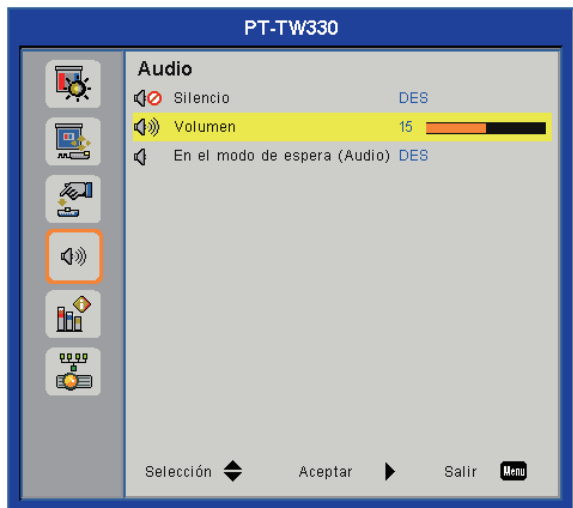 PT-TW330
Audio
Silencio DES
Volumen 15
En el modo de espera (Audio) DES
Selección Aceptar Salir Menu